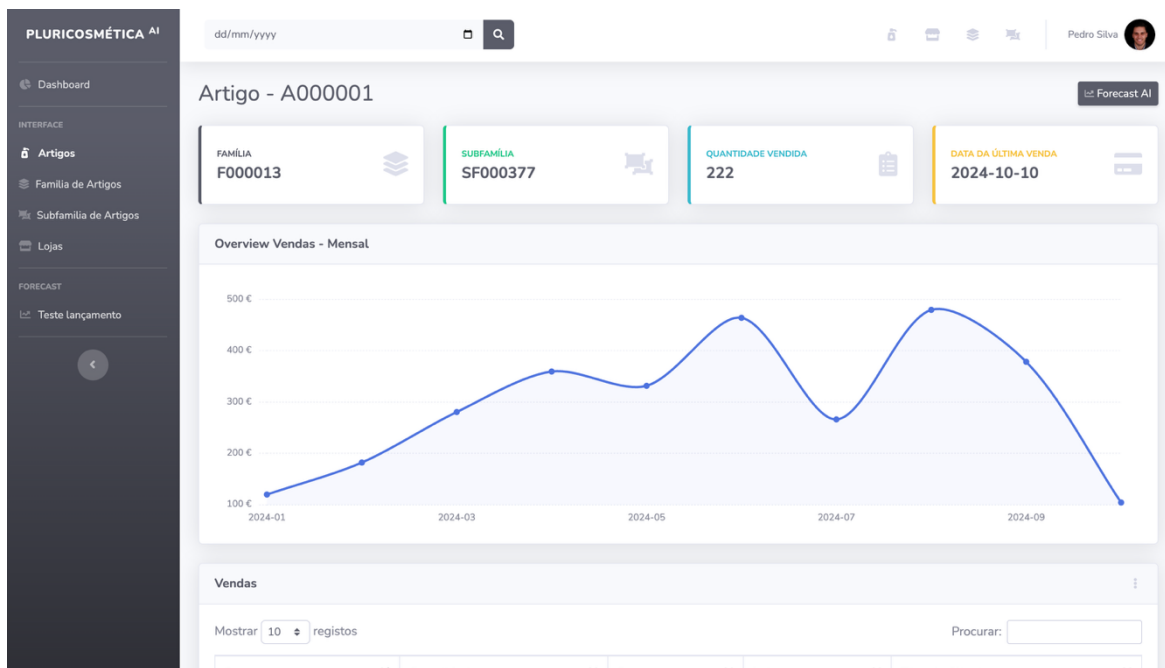 PLURICOSMÉTICA AI
dd/mm/yyyy
Pedro Silva
Dashboard
INTERFACE
Artigos
Família de Artigos
Subfamilia de Artigos
Lojas
FORECAST
Teste lançamento
Artigo - A000001
Forecast AI
FAMÍLIA
F000013
SUBFAMÍLIA
SF000377
QUANTIDADE VENDIDA
222
DATA DA ÚLTIMA VENDA
2024-10-10
Overview Vendas - Mensal
500 €
400 €
300 €
200 €
100 €
2024-01 2024-03 2024-05 2024-07 2024-09
Vendas
Mostrar 10 registos
Procurar: